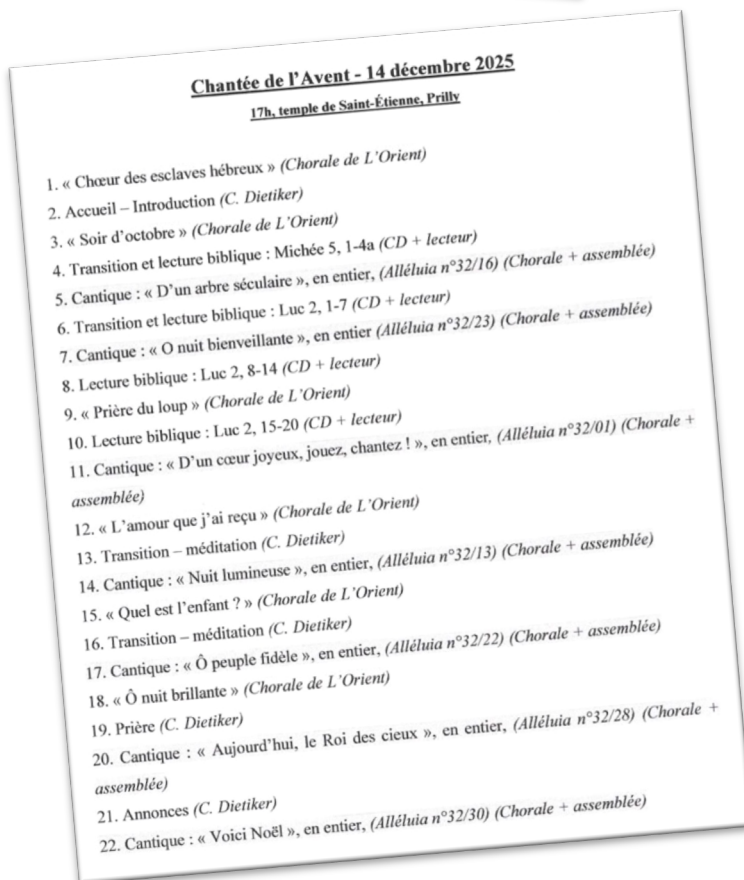 Chantée de l'Avent - 14 décembre 2025
17h, temple de Saint-Étienne, Prilly
1. « Chœur des esclaves hébreux » (Chorale de L'Orient)
2. Accueil – Introduction (C. Dietiker)
3. « Soir d'octobre » (Chorale de L'Orient)
4. Transition et lecture biblique : Michée 5, 1-4a (CD + lecteur)
5. Cantique : « D'un arbre séculaire », en entier, (Alléluia n°32/16) (Chorale + assemblée)
6. Transition et lecture biblique : Luc 2, 1-7 (CD + lecteur)
7. Cantique : « O nuit bienveillante », en entier (Alléluia n°32/23) (Chorale + assemblée)
8. Lecture biblique : Luc 2, 8-14 (CD + lecteur)
9. « Prière du loup » (Chorale de L'Orient)
10. Lecture biblique : Luc 2, 15-20 (CD + lecteur)
11. Cantique : « D'un cœur joyeux, jouez, chantez ! », en entier, (Alléluia n°32/01) (Chorale +
assemblée)
12. « L'amour que j'ai reçu » (Chorale de L'Orient)
13. Transition – méditation (C. Dietiker)
14. Cantique : « Nuit lumineuse », en entier, (Alléluia n°32/13) (Chorale + assemblée)
15. « Quel est l'enfant ? » (Chorale de L'Orient)
16. Transition – méditation (C. Dietiker)
17. Cantique : « Ô peuple fidèle », en entier, (Alléluia n°32/22) (Chorale + assemblée)
18. « Ô nuit brillante » (Chorale de L'Orient)
19. Prière (C. Dietiker)
20. Cantique : « Aujourd'hui, le Roi des cieux », en entier, (Alléluia n°32/28) (Chorale +
assemblée)
21. Annonces (C. Dietiker)
22. Cantique : « Voici Noël », en entier, (Alléluia n°32/30) (Chorale + assemblée)